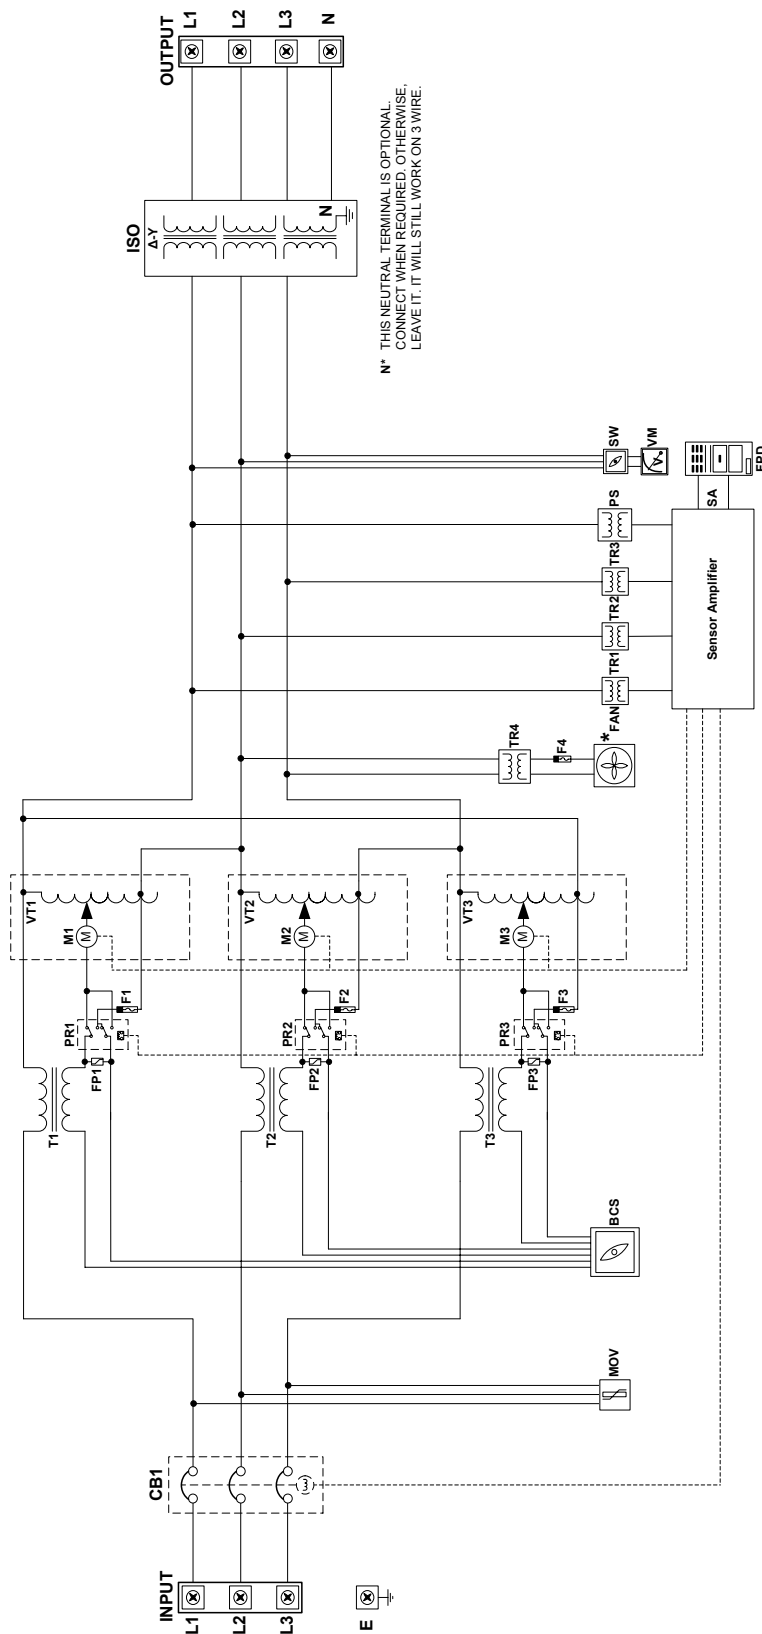 INPUT
L1
L2
L3
E
CB1
MOV
BCS
T1
T2
T3
FP1
FP2
FP3
PR1
PR2
PR3
F1
F2
F3
M1
M
VT1
M2
M
VT2
M3
M
VT3
TR4
F4
*
FAN
TR1
TR2
TR3
PS
SW
VM
V
Sensor Amplifier
SA
ISO
Δ-Y
N
OUTPUT
L1
L2
L3
N
N* THIS NEUTRAL TERMINAL IS OPTIONAL.
CONNECT WHEN REQUIRED. OTHERWISE,
LEAVE IT. IT WILL STILL WORK ON 3 WIRE.